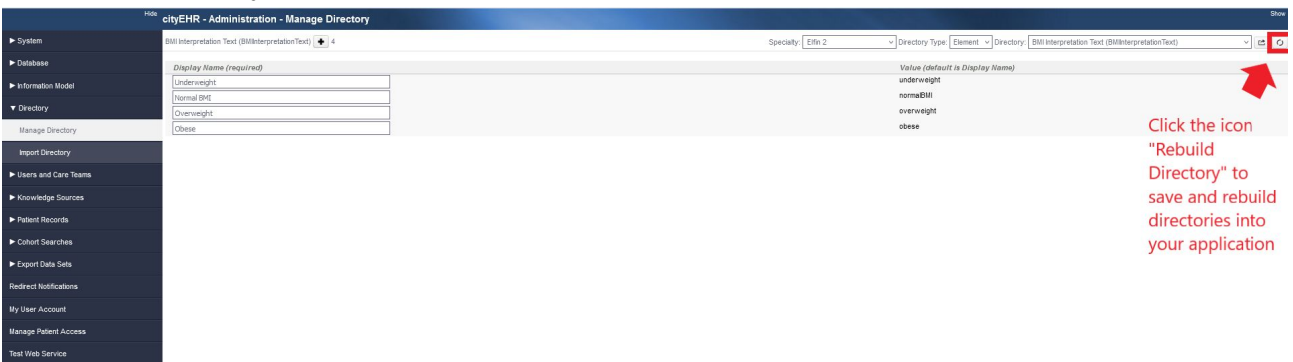 Hide
cityEHR - Administration - Manage Directory
Show
► System
BMI Interpretation Text (BMIInterpretationText) + 4
Specialty: Elfin 2 Directory Type: Element Directory: BMI Interpretation Text (BMIInterpretationText)
► Database
Display Name (required) Value (default is Display Name)
Underweight underweight
Normal BMI normalBMI
Overweight overweight
Obese obese
► Information Model
▼ Directory
Manage Directory
Import Directory
► Users and Care Teams
► Knowledge Sources
► Patient Records
► Cohort Searches
► Export Data Sets
Redirect Notifications
My User Account
Manage Patient Access
Test Web Service
Click the icon
"Rebuild
Directory" to
save and rebuild
directories into
your application